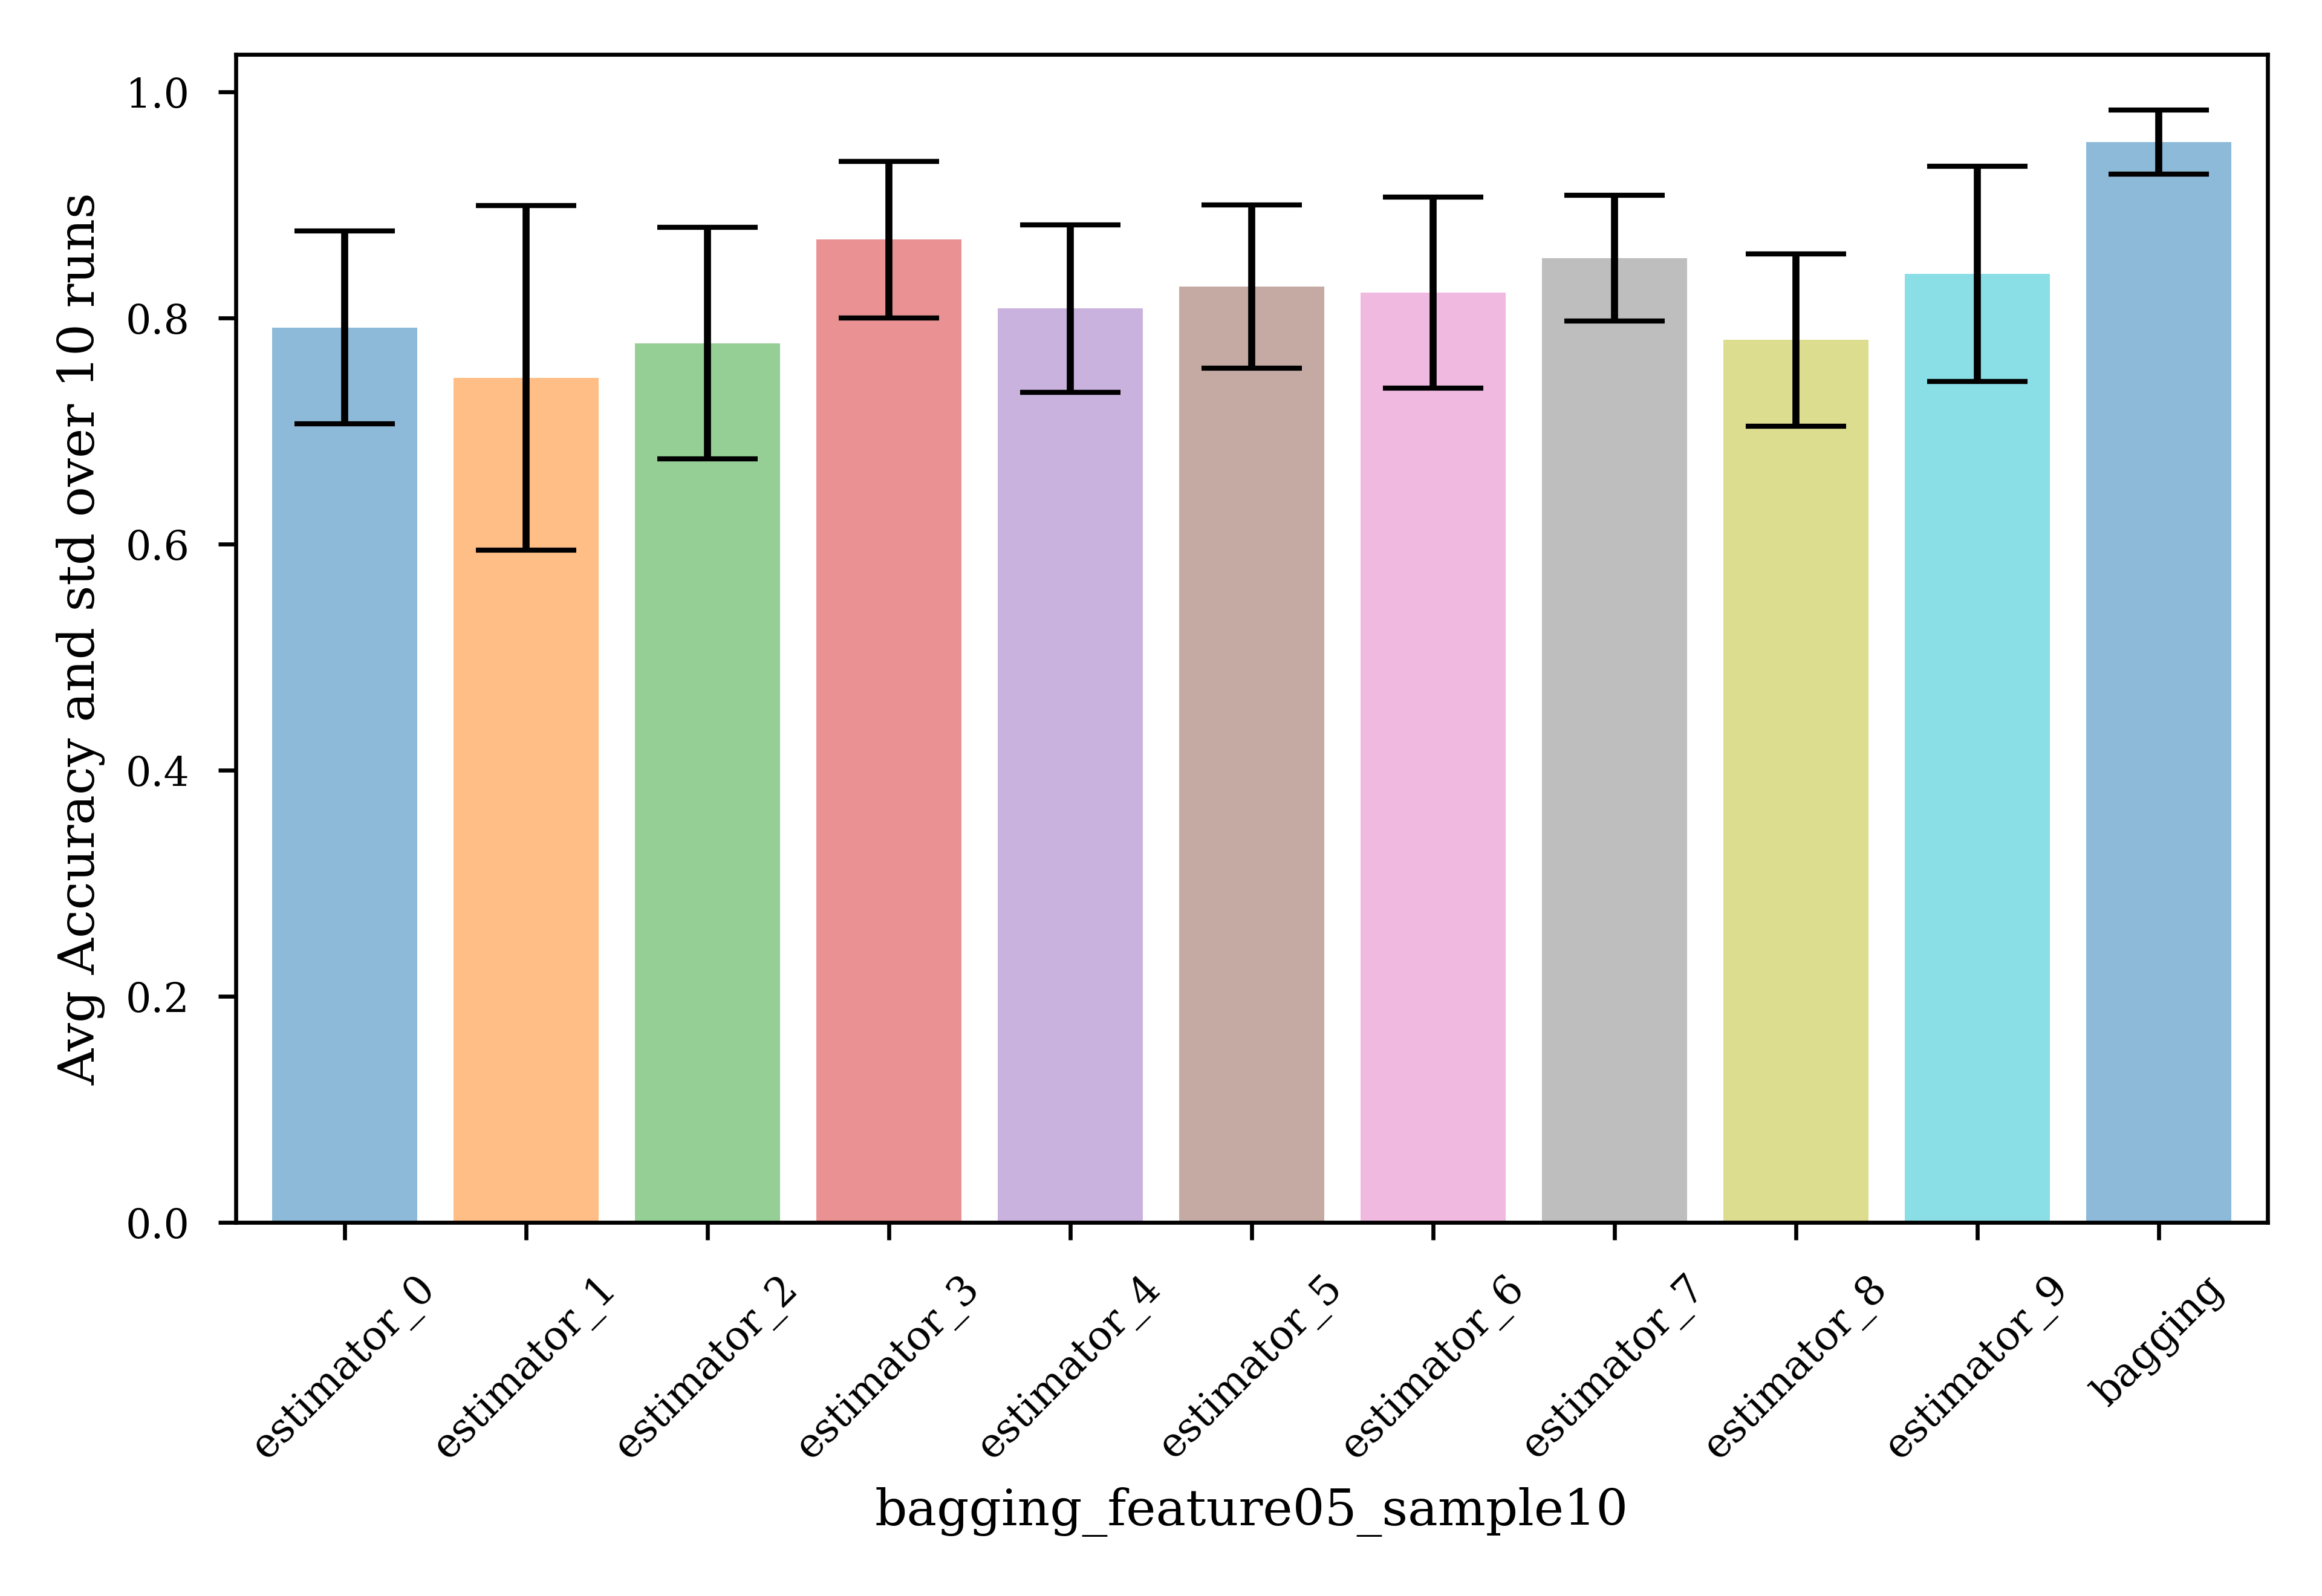 Avg Accuracy and std over 10 runs
1.0
0.8
0.6
0.4
0.2
0.0
estimator_0
estimator_1
estimator_2
estimator_3
estimator_4
estimator_5
estimator_6
estimator_7
estimator_8
estimator_9
bagging
bagging_feature05_sample10